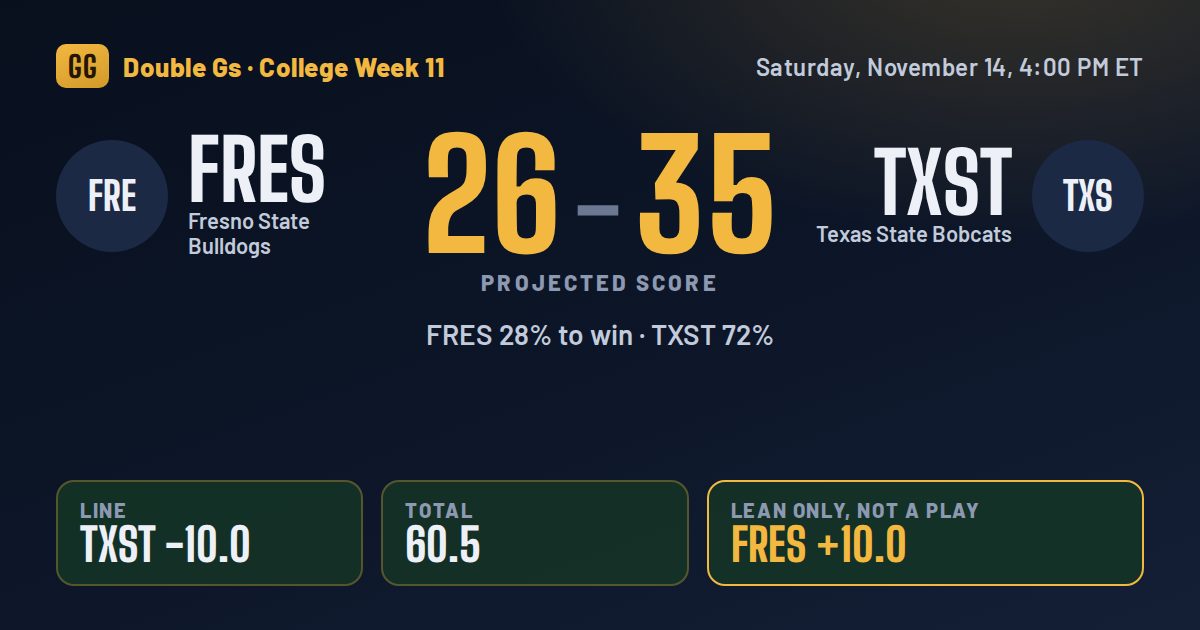 GG
Double Gs · College Week 11
Saturday, November 14, 4:00 PM ET
FRE
FRES
Fresno State
Bulldogs
26 – 35
PROJECTED SCORE
FRES 28% to win · TXST 72%
TXST
Texas State Bobcats
TXS
LINE
TXST −10.0
TOTAL
60.5
LEAN ONLY, NOT A PLAY
FRES +10.0